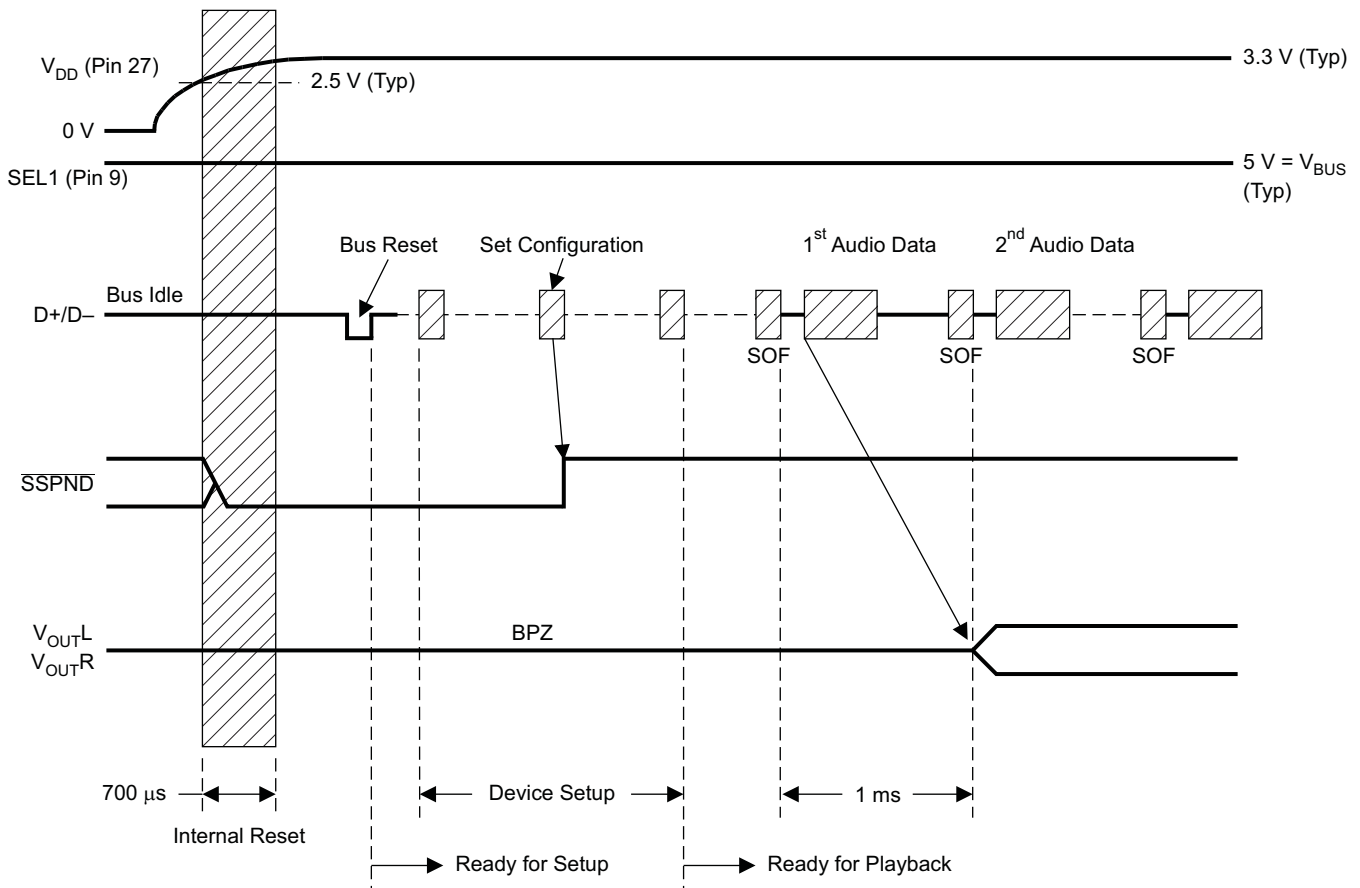 V_DD (Pin 27)
2.5 V (Typ)
3.3 V (Typ)
0 V
SEL1 (Pin 9)
5 V = V_BUS
(Typ)
Bus Reset
Set Configuration
1st Audio Data
2nd Audio Data
Bus Idle
D+/D–
SOF
SOF
SOF
SSPND
V_OUTL
V_OUTR
BPZ
700 μs
Device Setup
1 ms
Internal Reset
Ready for Setup
Ready for Playback